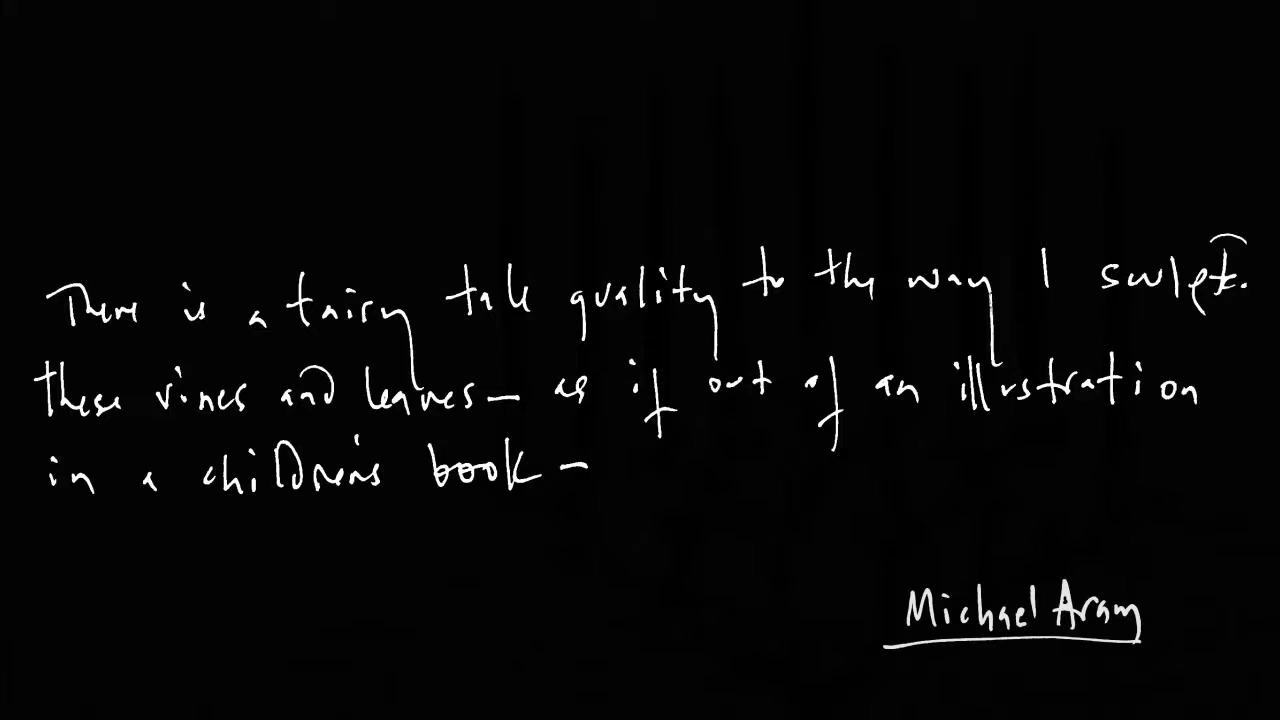 There is a fairy tale quality to the way I sculpt.
these vines and leaves - as if out of an illustration
in a children's book -
Michael Aram